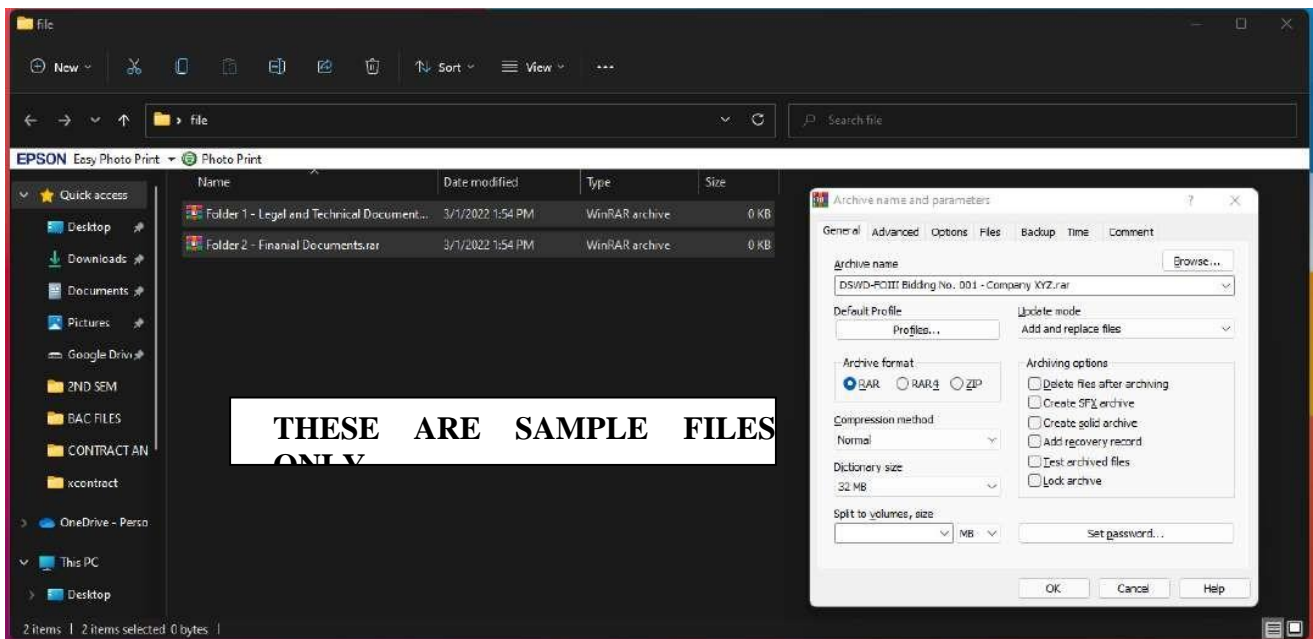 file
New
Sort
View
...
file
Search file
EPSON Easy Photo Print
Photo Print
Name
Date modified
Type
Size
Quick access
Desktop
Downloads
Documents
Pictures
Google Driv
2ND SEM
BAC FILES
CONTRACT AN
xcontract
OneDrive - Perso
This PC
Desktop
Folder 1 - Legal and Technical Document... 3/1/2022 1:54 PM WinRAR archive 0 KB
Folder 2 - Finanial Documents.rar 3/1/2022 1:54 PM WinRAR archive 0 KB
THESE ARE SAMPLE FILES
ONLY
Archive name and parameters
?
General Advanced Options Files Backup Time Comment
Archive name
Browse...
DSWD-FOIII Bidding No. 001 - Company XYZ.rar
Default Profile
Profiles...
Update mode
Add and replace files
Archive format
RAR RAR4 ZIP
Compression method
Normal
Dictionary size
32 MB
Split to volumes, size
MB
Archiving options
Delete files after archiving
Create SFX archive
Create solid archive
Add recovery record
Test archived files
Lock archive
Set password...
OK Cancel Help
2 items 2 items selected 0 bytes